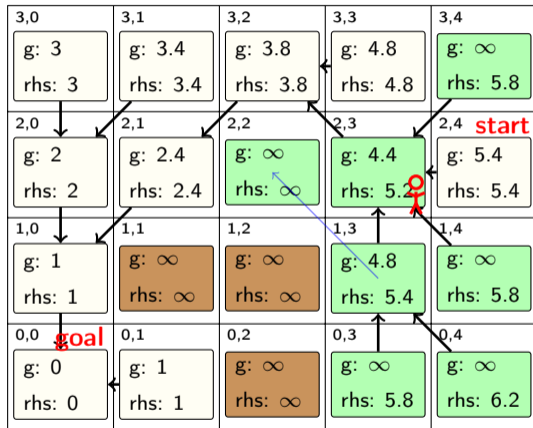 3,0 3,1 3,2 3,3 3,4
g: 3 g: 3.4 g: 3.8 g: 4.8 g: ∞
rhs: 3 rhs: 3.4 rhs: 3.8 rhs: 4.8 rhs: 5.8
2,0 2,1 2,2 2,3 2,4 start
g: 2 g: 2.4 g: ∞ g: 4.4 g: 5.4
rhs: 2 rhs: 2.4 rhs: ∞ rhs: 5.2 rhs: 5.4
1,0 1,1 1,2 1,3 1,4
g: 1 g: ∞ g: ∞ g: 4.8 g: ∞
rhs: 1 rhs: ∞ rhs: ∞ rhs: 5.4 rhs: 5.8
0,0 goal 0,1 0,2 0,3 0,4
g: 0 g: 1 g: ∞ g: ∞ g: ∞
rhs: 0 rhs: 1 rhs: ∞ rhs: 5.8 rhs: 6.2